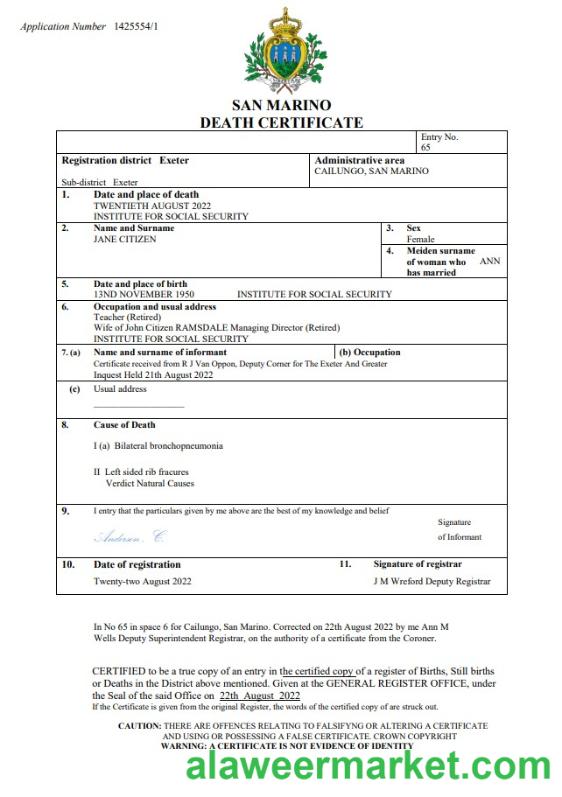 Application Number 1425554/1
SAN MARINO
DEATH CERTIFICATE
Entry No.
65
Registration district Exeter
Administrative area
CAILUNGO, SAN MARINO
Sub-district Exeter
1. Date and place of death
TWENTIETH AUGUST 2022
INSTITUTE FOR SOCIAL SECURITY
2. Name and Surname
JANE CITIZEN
3. Sex
Female
4. Meiden surname
of woman who ANN
has married
5. Date and place of birth
13ND NOVEMBER 1950 INSTITUTE FOR SOCIAL SECURITY
6. Occupation and usual address
Teacher (Retired)
Wife of John Citizen RAMSDALE Managing Director (Retired)
INSTITUTE FOR SOCIAL SECURITY
7. (a) Name and surname of informant (b) Occupation
Certificate received from R J Van Oppon, Deputy Corner for The Exeter And Greater
Inquest Held 21th August 2022
(c) Usual address
8. Cause of Death
I (a) Bilateral bronchopneumonia
II Left sided rib fracures
Verdict Natural Causes
9. I entry that the particulars given by me above are the best of my knowledge and belief
Signature
Anderson, C.
of Informant
10. Date of registration 11. Signature of registrar
Twenty-two August 2022 J M Wreford Deputy Registrar
In No 65 in space 6 for Cailungo, San Marino. Corrected on 22th August 2022 by me Ann M
Wells Deputy Superintendent Registrar, on the authority of a certificate from the Coroner.
CERTIFIED to be a true copy of an entry in the certified copy of a register of Births, Still births
or Deaths in the District above mentioned. Given at the GENERAL REGISTER OFFICE, under
the Seal of the said Office on 22th August 2022
If the Certificate is given from the original Register, the words of the certified copy of are struck out.
CAUTION: THERE ARE OFFENCES RELATING TO FALSIFYNG OR ALTERING A CERTIFICATE
AND USING OR POSSESSING A FALSE CERTIFICATE. CROWN COPYRIGHT
WARNING: A CERTIFICATE IS NOT EVIDENCE OF IDENTITY
alaweermarket.com